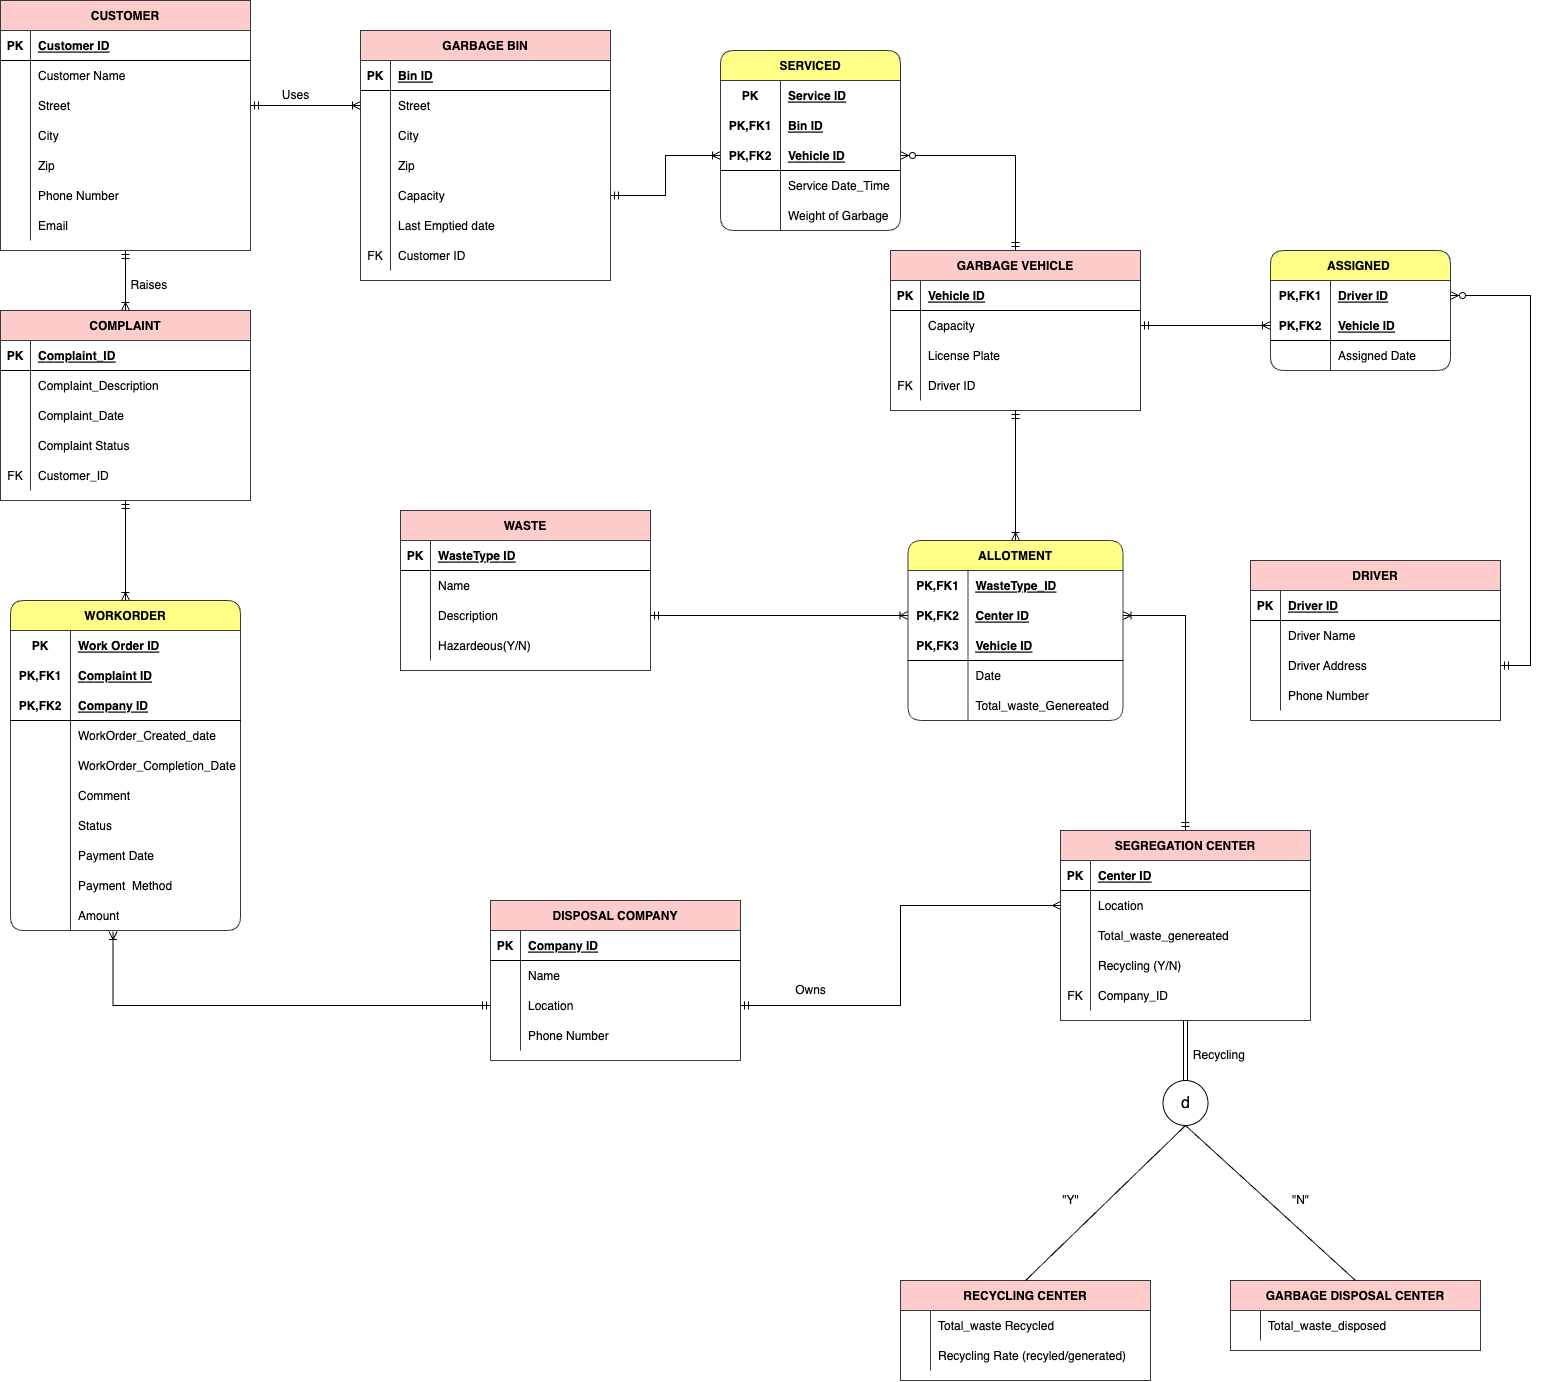 CUSTOMER
PK Customer ID
Customer Name
Street
City
Zip
Phone Number
Email
Uses
GARBAGE BIN
PK Bin ID
Street
City
Zip
Capacity
Last Emptied date
FK Customer ID
SERVICED
PK Service ID
PK,FK1 Bin ID
PK,FK2 Vehicle ID
Service Date_Time
Weight of Garbage
GARBAGE VEHICLE
PK Vehicle ID
Capacity
License Plate
FK Driver ID
ASSIGNED
PK,FK1 Driver ID
PK,FK2 Vehicle ID
Assigned Date
Raises
COMPLAINT
PK Complaint_ID
Complaint_Description
Complaint_Date
Complaint Status
FK Customer_ID
WASTE
PK WasteType ID
Name
Description
Hazardeous(Y/N)
ALLOTMENT
PK,FK1 WasteType_ID
PK,FK2 Center ID
PK,FK3 Vehicle ID
Date
Total_waste_Genereated
DRIVER
PK Driver ID
Driver Name
Driver Address
Phone Number
WORKORDER
PK Work Order ID
PK,FK1 Complaint ID
PK,FK2 Company ID
WorkOrder_Created_date
WorkOrder_Completion_Date
Comment
Status
Payment Date
Payment Method
Amount
DISPOSAL COMPANY
PK Company ID
Name
Location
Phone Number
Owns
SEGREGATION CENTER
PK Center ID
Location
Total_waste_genereated
Recycling (Y/N)
FK Company_ID
Recycling
d
"Y"
"N"
RECYCLING CENTER
Total_waste Recycled
Recycling Rate (recyled/generated)
GARBAGE DISPOSAL CENTER
Total_waste_disposed